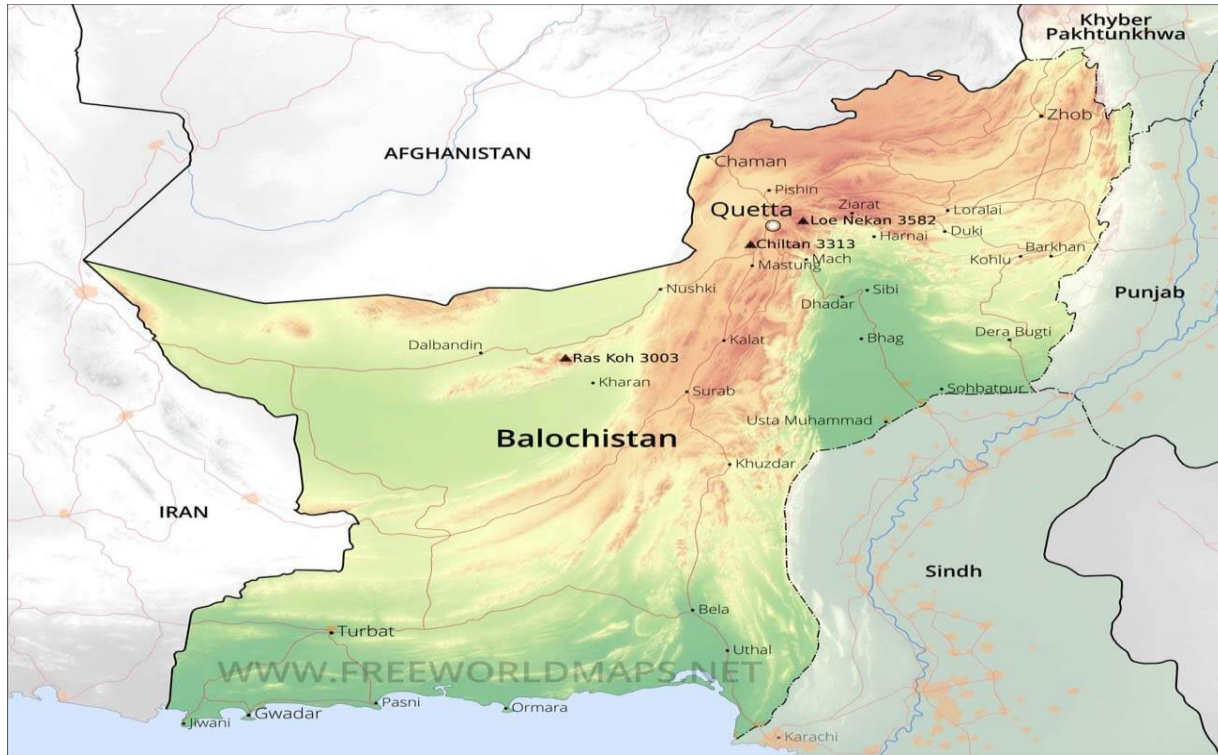 Khyber
Pakhtunkhwa
Zhob
AFGHANISTAN
Chaman
Pishin
Quetta
Ziarat
Loralai
Loe Nekan 3582
Duki
Harnai
Chiltan 3313
Mach
Mastung
Kohlu
Barkhan
Punjab
Nushki
Sibi
Dhadar
Dalbandin
Kalat
Bhag
Dera Bugti
Ras Koh 3003
Kharan
Surab
Sohbatpur
Usta Muhammad
Balochistan
Khuzdar
IRAN
Sindh
Bela
Turbat
Uthal
WWW.FREEWORLDMAPS.NET
Pasni
Ormara
Jiwani
Gwadar
Karachi